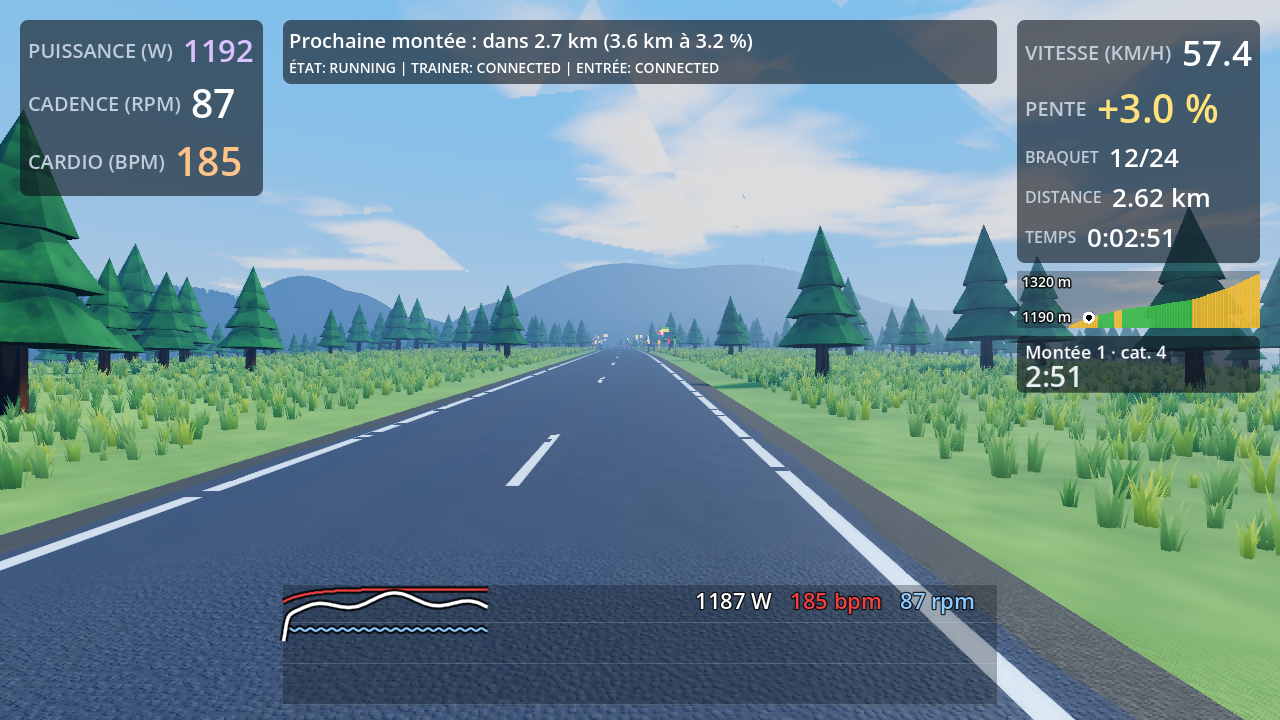 PUISSANCE (W) 1192
CADENCE (RPM) 87
CARDIO (BPM) 185
Prochaine montée : dans 2.7 km (3.6 km à 3.2 %)
ÉTAT: RUNNING | TRAINER: CONNECTED | ENTRÉE: CONNECTED
VITESSE (KM/H) 57.4
PENTE +3.0 %
BRAQUET 12/24
DISTANCE 2.62 km
TEMPS 0:02:51
1320 m
1190 m
Montée 1 · cat. 4
2:51
1187 W 185 bpm 87 rpm